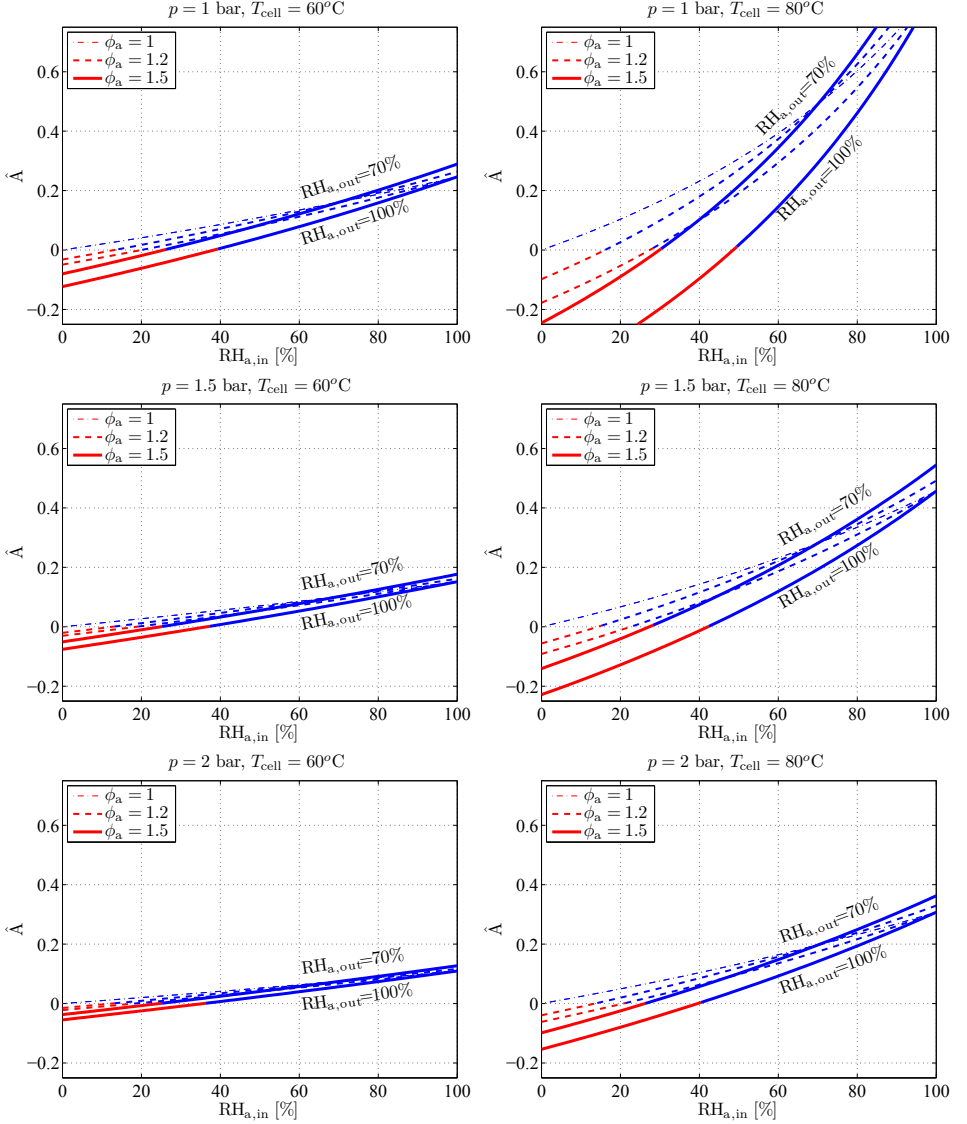 p = 1 bar, T_cell = 60°C
ϕ_a = 1
ϕ_a = 1.2
ϕ_a = 1.5
0.6
0.4
0.2
0
−0.2
Â
RH_a,out=70%
RH_a,out=100%
0 20 40 60 80 100
RH_a,in [%]
p = 1 bar, T_cell = 80°C
ϕ_a = 1
ϕ_a = 1.2
ϕ_a = 1.5
0.6
0.4
0.2
0
−0.2
Â
RH_a,out=70%
RH_a,out=100%
0 20 40 60 80 100
RH_a,in [%]
p = 1.5 bar, T_cell = 60°C
ϕ_a = 1
ϕ_a = 1.2
ϕ_a = 1.5
0.6
0.4
0.2
0
−0.2
Â
RH_a,out=70%
RH_a,out=100%
0 20 40 60 80 100
RH_a,in [%]
p = 1.5 bar, T_cell = 80°C
ϕ_a = 1
ϕ_a = 1.2
ϕ_a = 1.5
0.6
0.4
0.2
0
−0.2
Â
RH_a,out=70%
RH_a,out=100%
0 20 40 60 80 100
RH_a,in [%]
p = 2 bar, T_cell = 60°C
ϕ_a = 1
ϕ_a = 1.2
ϕ_a = 1.5
0.6
0.4
0.2
0
−0.2
Â
RH_a,out=70%
RH_a,out=100%
0 20 40 60 80 100
RH_a,in [%]
p = 2 bar, T_cell = 80°C
ϕ_a = 1
ϕ_a = 1.2
ϕ_a = 1.5
0.6
0.4
0.2
0
−0.2
Â
RH_a,out=70%
RH_a,out=100%
0 20 40 60 80 100
RH_a,in [%]